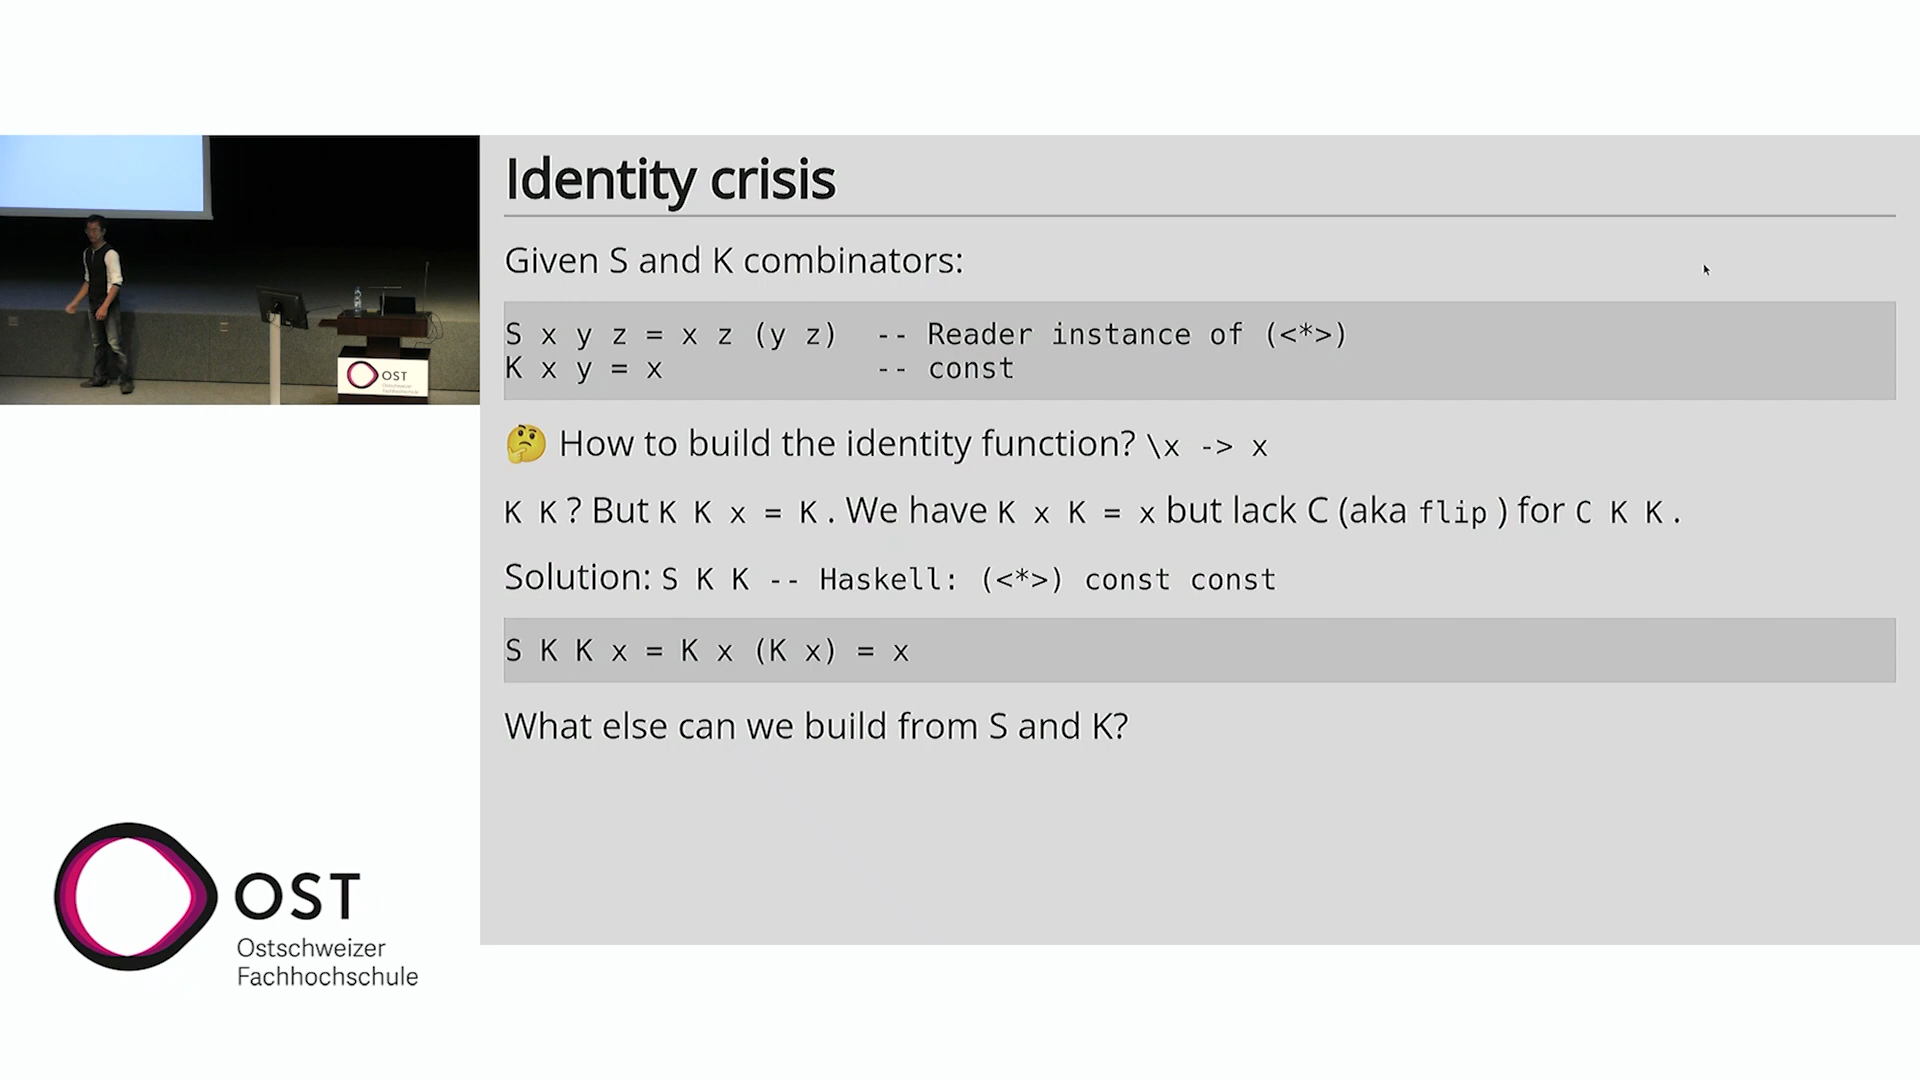 Identity crisis
Given S and K combinators:
S x y z = x z (y z)  -- Reader instance of (<*>)
K x y = x            -- const
🤔 How to build the identity function? \x -> x
K K ? But K K x = K . We have K x K = x but lack C (aka flip ) for C K K .
Solution: S K K -- Haskell: (<*>) const const
S K K x = K x (K x) = x
What else can we build from S and K?
OST
OST
Ostschweizer
Fachhochschule